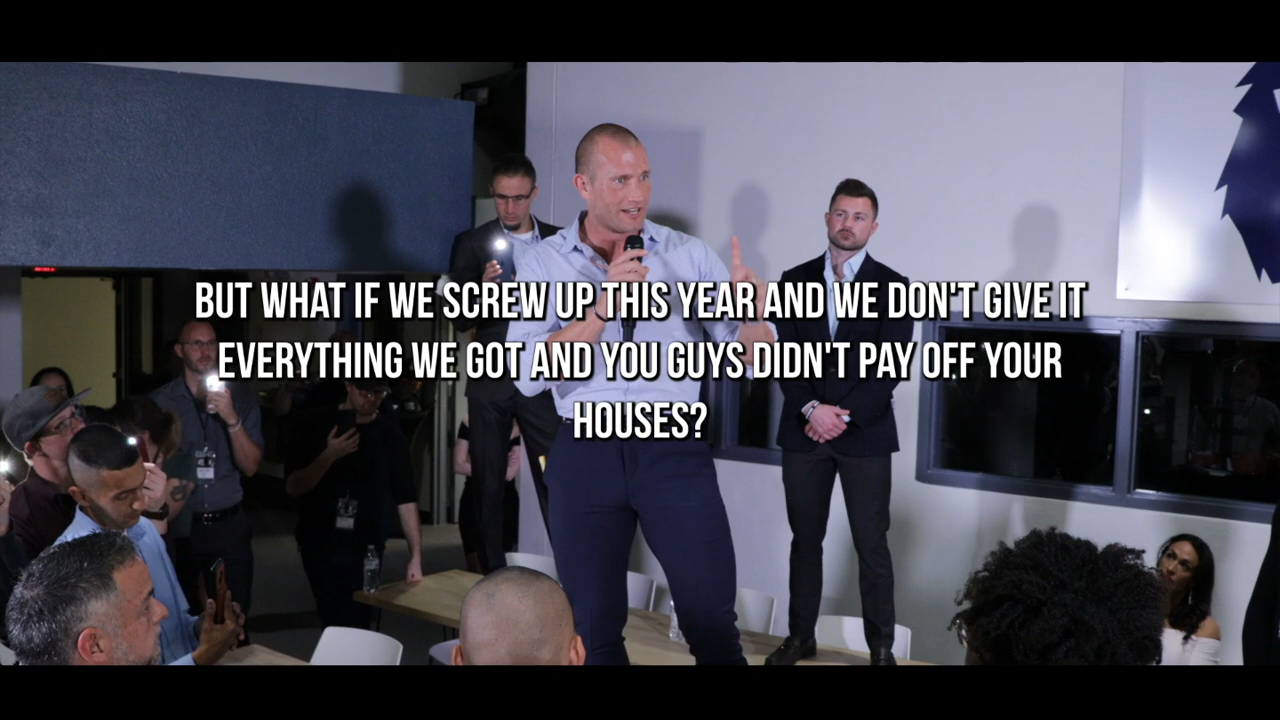 BUT WHAT IF WE SCREW UP THIS YEAR AND WE DON'T GIVE IT
EVERYTHING WE GOT AND YOU GUYS DIDN'T PAY OFF YOUR
HOUSES?